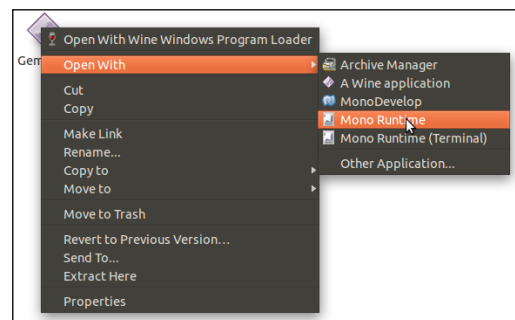 Open With Wine Windows Program Loader
Gem
Open With
Cut
Copy
Make Link
Rename...
Copy to
Move to
Move to Trash
Revert to Previous Version...
Send To...
Extract Here
Properties
Archive Manager
A Wine application
MonoDevelop
Mono Runtime
Mono Runtime (Terminal)
Other Application...